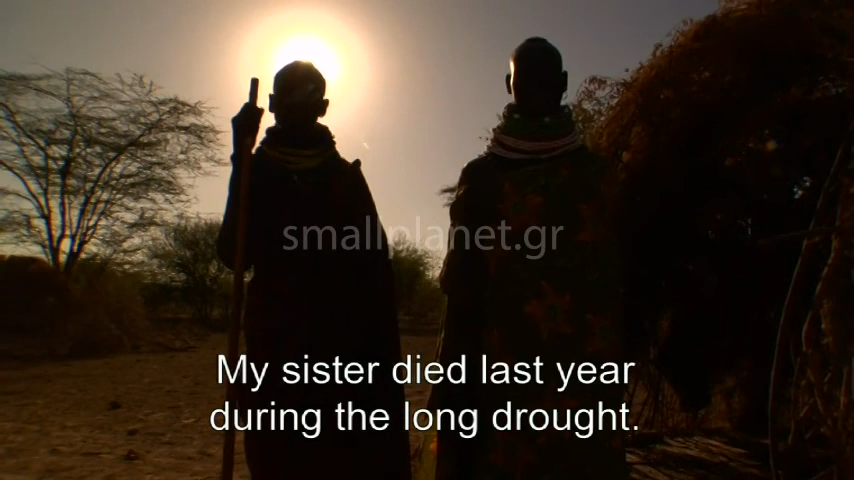 smallplanet.gr
My sister died last year
during the long drought.